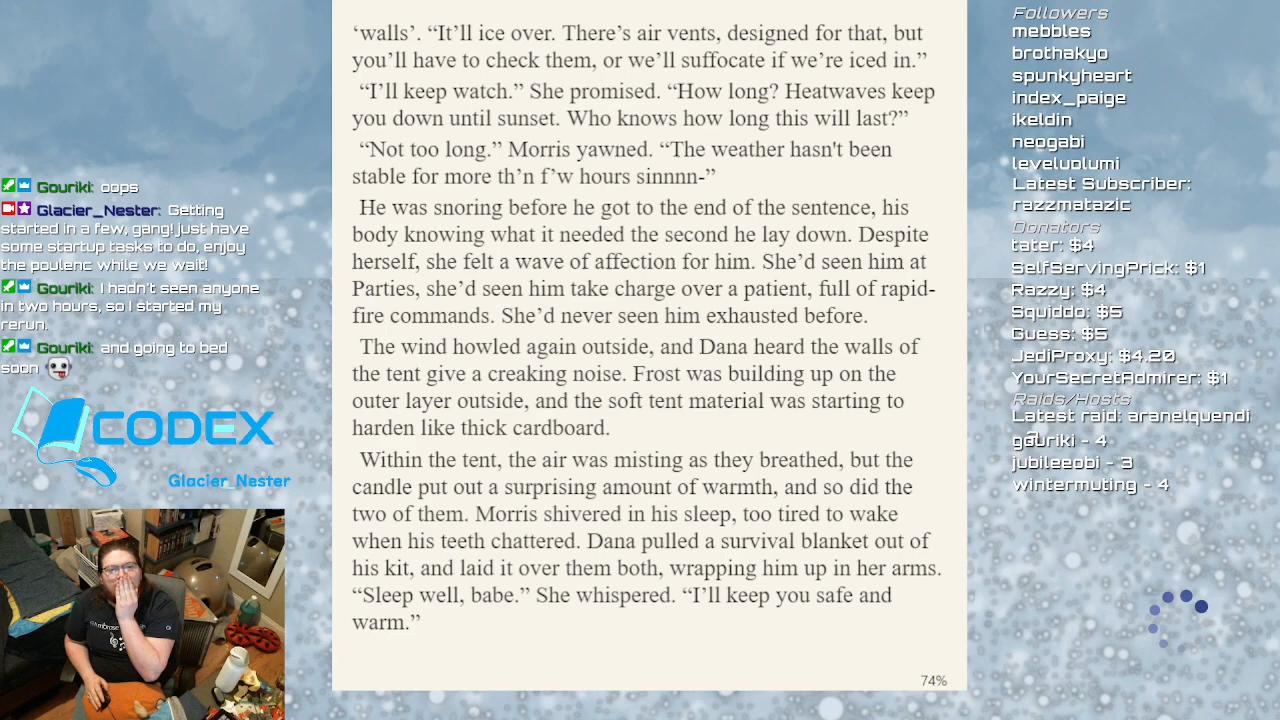 ‘walls’. “It’ll ice over. There’s air vents, designed for that, but
you’ll have to check them, or we’ll suffocate if we’re iced in.”
“I’ll keep watch.” She promised. “How long? Heatwaves keep
you down until sunset. Who knows how long this will last?”
“Not too long.” Morris yawned. “The weather hasn't been
stable for more th’n f’w hours sinnnn-”
He was snoring before he got to the end of the sentence, his
body knowing what it needed the second he lay down. Despite
herself, she felt a wave of affection for him. She’d seen him at
Parties, she’d seen him take charge over a patient, full of rapid-
fire commands. She’d never seen him exhausted before.
The wind howled again outside, and Dana heard the walls of
the tent give a creaking noise. Frost was building up on the
outer layer outside, and the soft tent material was starting to
harden like thick cardboard.
Within the tent, the air was misting as they breathed, but the
candle put out a surprising amount of warmth, and so did the
two of them. Morris shivered in his sleep, too tired to wake
when his teeth chattered. Dana pulled a survival blanket out of
his kit, and laid it over them both, wrapping him up in her arms.
“Sleep well, babe.” She whispered. “I’ll keep you safe and
warm.”
74%
Gouriki: oops
Glacier_Nester: Getting
started in a few, gang! just have
some startup tasks to do, enjoy
the poulenc while we wait!
Gouriki: I hadn't seen anyone
in two hours, so I started my
rerun.
Gouriki: and going to bed
soon
CODEX
Glacier_Nester
Followers
mebbles
brothakyo
spunkyheart
index_paige
ikeldin
neogabi
leveluplumi
Latest Subscriber:
razzmatazic
Donators
tater: $4
SelfServingPrick: $1
Razzy: $4
Squiddo: $5
Guess: $5
JediProxy: $4.20
YourSecretAdmirer: $1
Raids/Hosts
Latest raid: aranelquendi
gouriki - 4
jubileebi - 3
wintermuting - 4